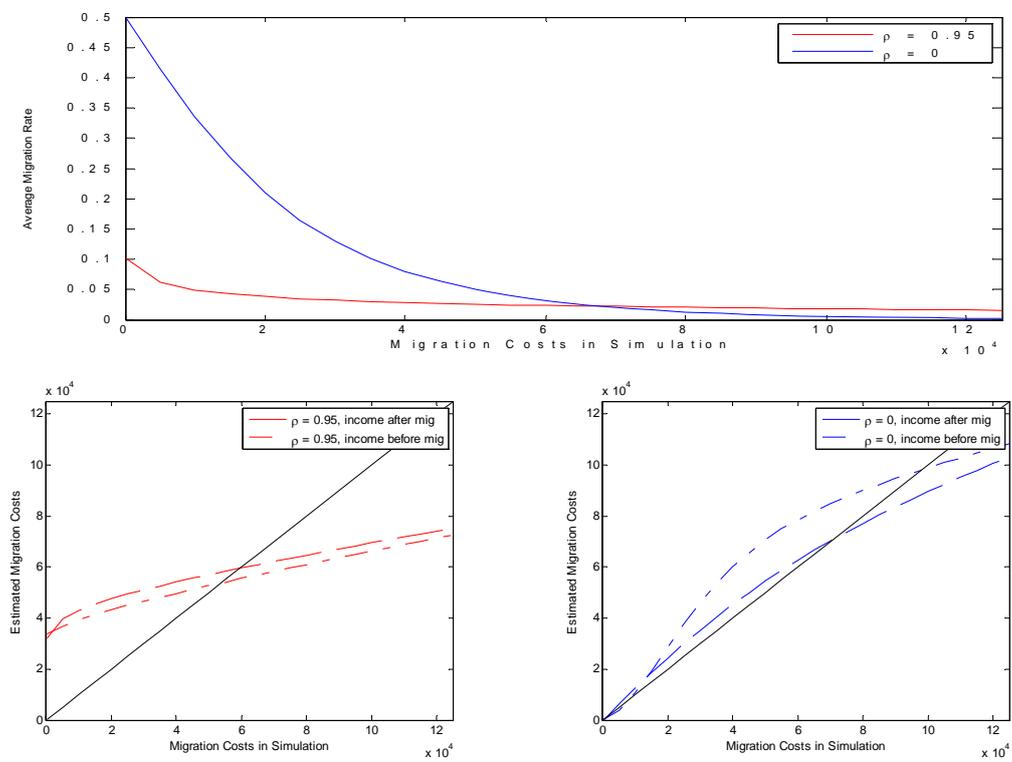 0.5
0.45
0.4
0.35
0.3
0.25
0.2
0.15
0.1
0.05
0
Average Migration Rate
ρ = 0.95
ρ = 0
0 2 4 6 8 10 12
Migration Costs in Simulation
x 10^4
x 10^4
12
10
8
6
4
2
0
Estimated Migration Costs
ρ = 0.95, income after mig
ρ = 0.95, income before mig
0 2 4 6 8 10 12
Migration Costs in Simulation
x 10^4
x 10^4
12
10
8
6
4
2
0
Estimated Migration Costs
ρ = 0, income after mig
ρ = 0, income before mig
0 2 4 6 8 10 12
Migration Costs in Simulation
x 10^4